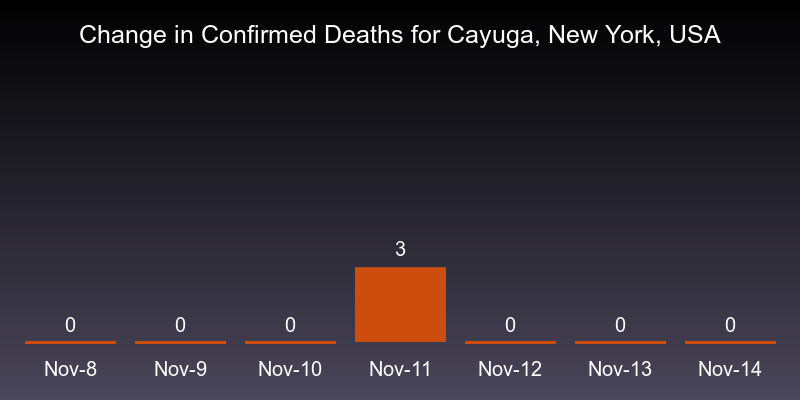 Change in Confirmed Deaths for Cayuga, New York, USA
3
0 0 0 0 0 0
Nov-8 Nov-9 Nov-10 Nov-11 Nov-12 Nov-13 Nov-14